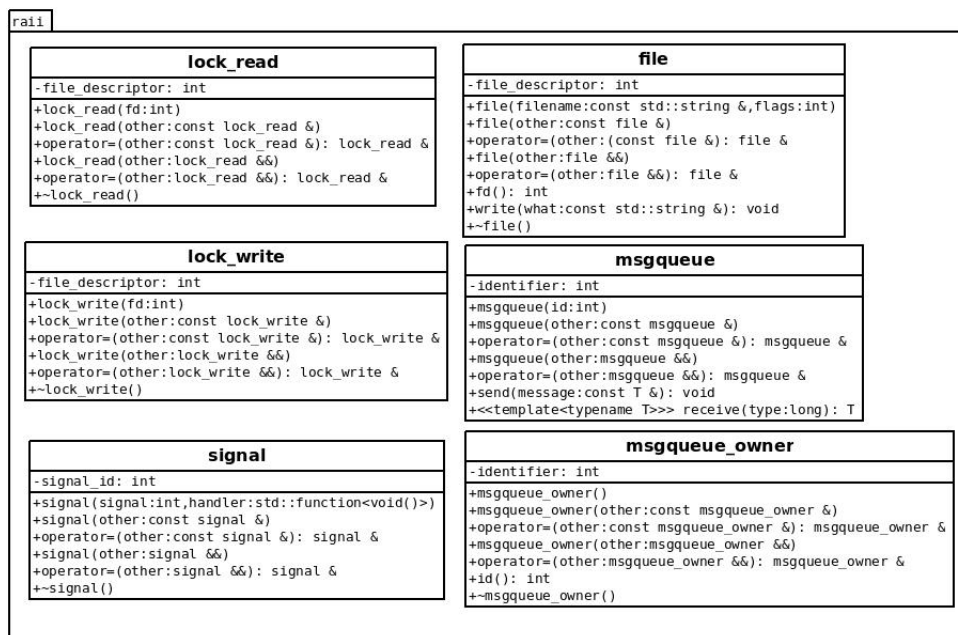 raii
lock_read
-file_descriptor: int
+lock_read(fd:int)
+lock_read(other:const lock_read &)
+operator=(other:const lock_read &): lock_read &
+lock_read(other:lock_read &&)
+operator=(other:lock_read &&): lock_read &
+~lock_read()
file
-file_descriptor: int
+file(filename:const std::string &,flags:int)
+file(other:const file &)
+operator=(other:(const file &): file &
+file(other:file &&)
+operator=(other:file &&): file &
+fd(): int
+write(what:const std::string &): void
+~file()
lock_write
-file_descriptor: int
+lock_write(fd:int)
+lock_write(other:const lock_write &)
+operator=(other:const lock_write &): lock_write &
+lock_write(other:lock_write &&)
+operator=(other:lock_write &&): lock_write &
+~lock_write()
msgqueue
-identifier: int
+msgqueue(id:int)
+msgqueue(other:const msgqueue &)
+operator=(other:const msgqueue &): msgqueue &
+msgqueue(other:msgqueue &&)
+operator=(other:msgqueue &&): msgqueue &
+send(message:const T &): void
+<<template<typename T>>> receive(type:long): T
signal
-signal_id: int
+signal(signal:int,handler:std::function<void()>)
+signal(other:const signal &)
+operator=(other:const signal &): signal &
+signal(other:signal &&)
+operator=(other:signal &&): signal &
+~signal()
msgqueue_owner
-identifier: int
+msgqueue_owner()
+msgqueue_owner(other:const msgqueue_owner &)
+operator=(other:const msgqueue_owner &): msgqueue_owner &
+msgqueue_owner(other:msgqueue_owner &&)
+operator=(other:msgqueue_owner &&): msgqueue_owner &
+id(): int
+~msgqueue_owner()